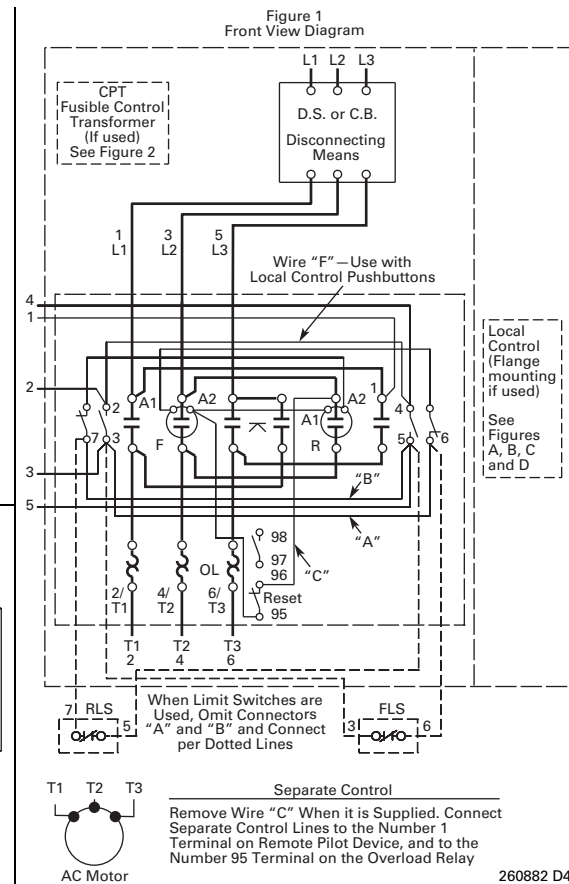 Figure 1
Front View Diagram
L1 L2 L3
CPT
Fusible Control
Transformer
(If used)
See Figure 2
D.S. or C.B.
Disconnecting
Means
1 3 5
L1 L2 L3
Wire “F”—Use with
Local Control Pushbuttons
4
1
Local
Control
(Flange
mounting
if used)
See
Figures
A, B, C
and D
2
2 A1 A2 A1 A2 1 4
7 3 F R 5 6
3
5
“B”
“A”
98
97
96
“C”
OL
Reset
95
2/ 4/ 6/
T1 T2 T3
T1 T2 T3
2 4 6
7 RLS 5
When Limit Switches are
Used, Omit Connectors
“A” and “B” and Connect
per Dotted Lines
3 FLS 6
T1 T2 T3
AC Motor
Separate Control
Remove Wire “C” When it is Supplied. Connect
Separate Control Lines to the Number 1
Terminal on Remote Pilot Device, and to the
Number 95 Terminal on the Overload Relay
260882 D4